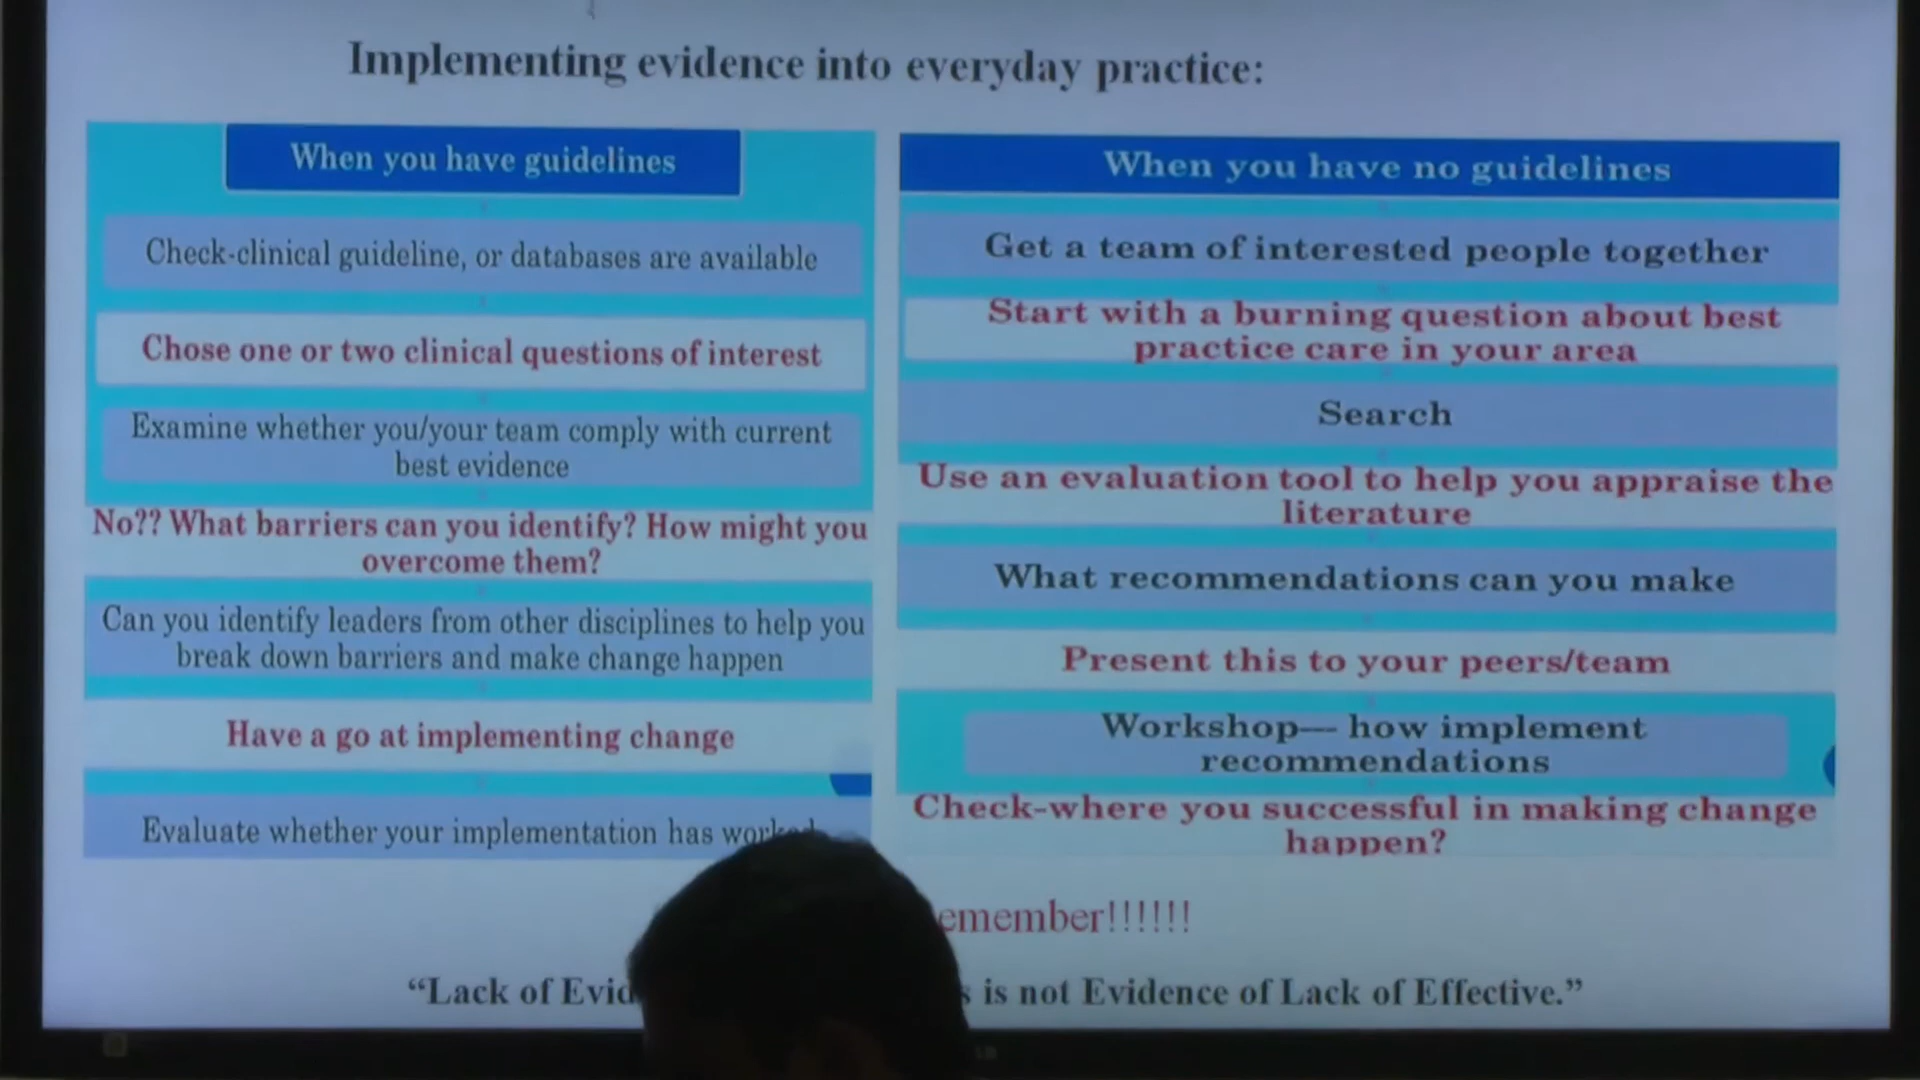 Implementing evidence into everyday practice:
When you have guidelines
Check-clinical guideline, or databases are available
Chose one or two clinical questions of interest
Examine whether you/your team comply with current
best evidence
No?? What barriers can you identify? How might you
overcome them?
Can you identify leaders from other disciplines to help you
break down barriers and make change happen
Have a go at implementing change
Evaluate whether your implementation has worked
When you have no guidelines
Get a team of interested people together
Start with a burning question about best
practice care in your area
Search
Use an evaluation tool to help you appraise the
literature
What recommendations can you make
Present this to your peers/team
Workshop— how implement
recommendations
Check-where you successful in making change
happen?
emember!!!!!!
“Lack of is not Evidence of Lack of Effective.”